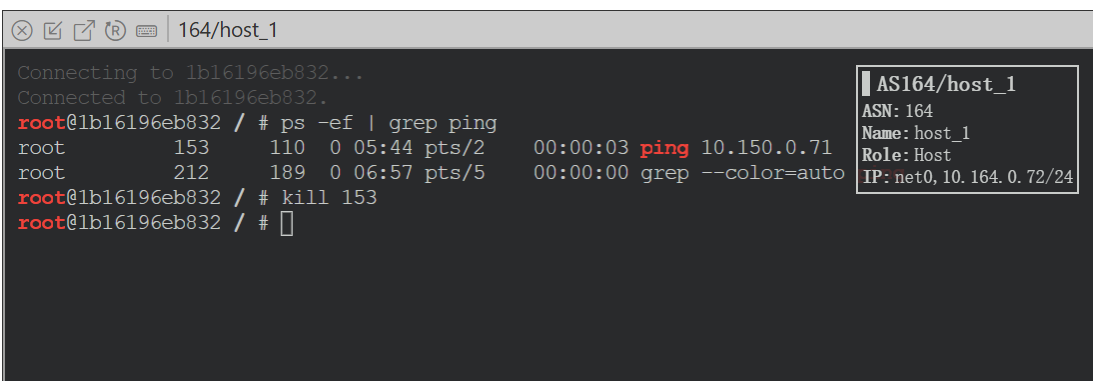 164/host_1
Connecting to 1b16196eb832...
Connected to 1b16196eb832.
root@1b16196eb832 / # ps -ef | grep ping
root 153 110 0 05:44 pts/2 00:00:03 ping 10.150.0.71
root 212 189 0 06:57 pts/5 00:00:00 grep --color=auto
root@1b16196eb832 / # kill 153
root@1b16196eb832 / #
AS164/host_1
ASN: 164
Name: host_1
Role: Host
IP: net0,10.164.0.72/24